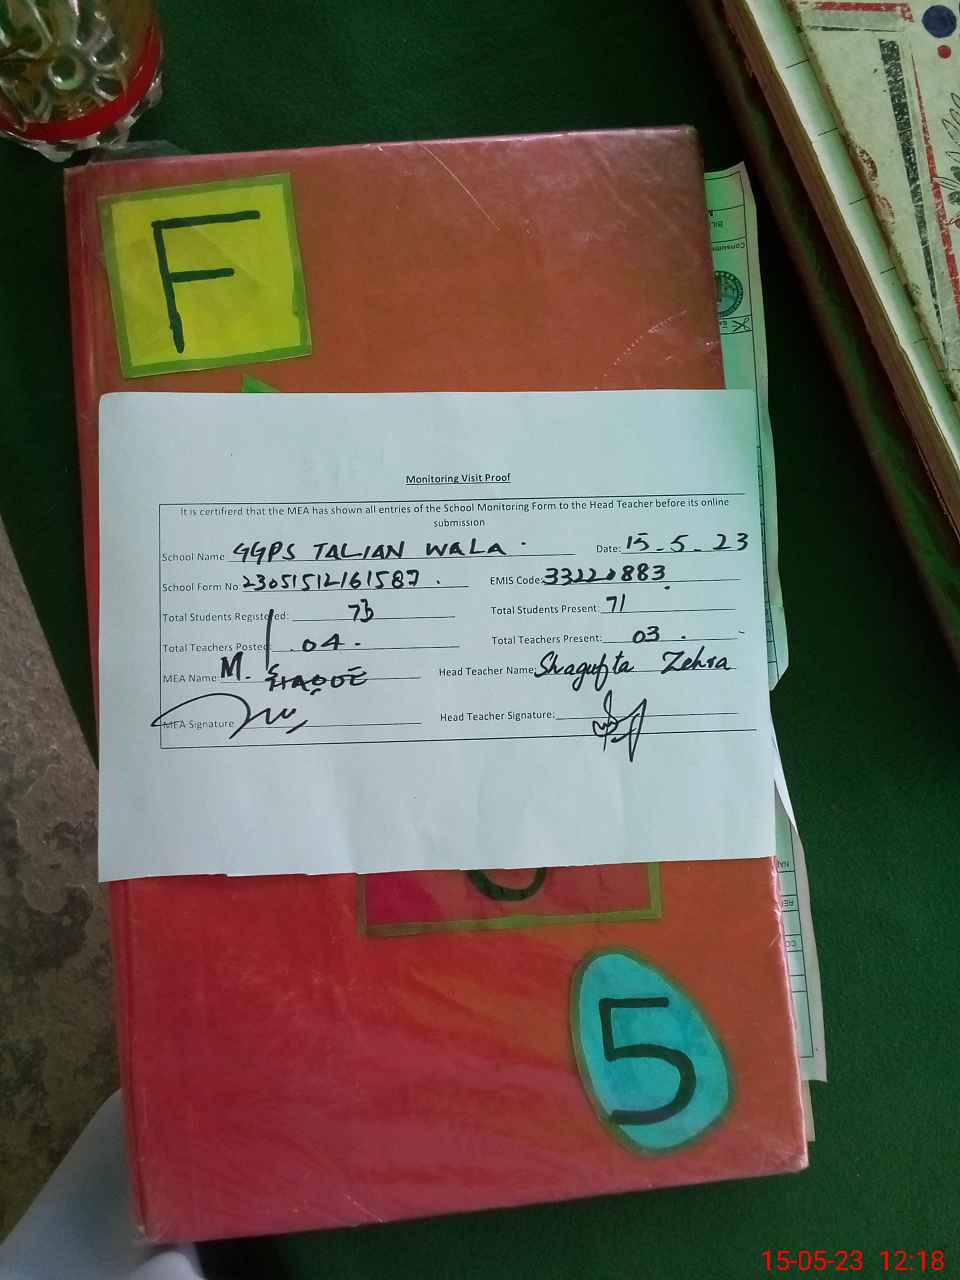 F
Monitoring Visit Proof
It is certifierd that the MEA has shown all entries of the School Monitoring Form to the Head Teacher before its online
submission
School Name GGPS TALIAN WALA . Date: 15-5-23
School Form No 23051512161587 . EMIS Code: 33220883
Total Students Registered: 73 Total Students Present: 71
Total Teachers Posted: 04 . Total Teachers Present: 03 .
MEA Name M. Head Teacher Name: Shagufta Zehra
MEA Signature Head Teacher Signature:
5
15-05-23 12:18